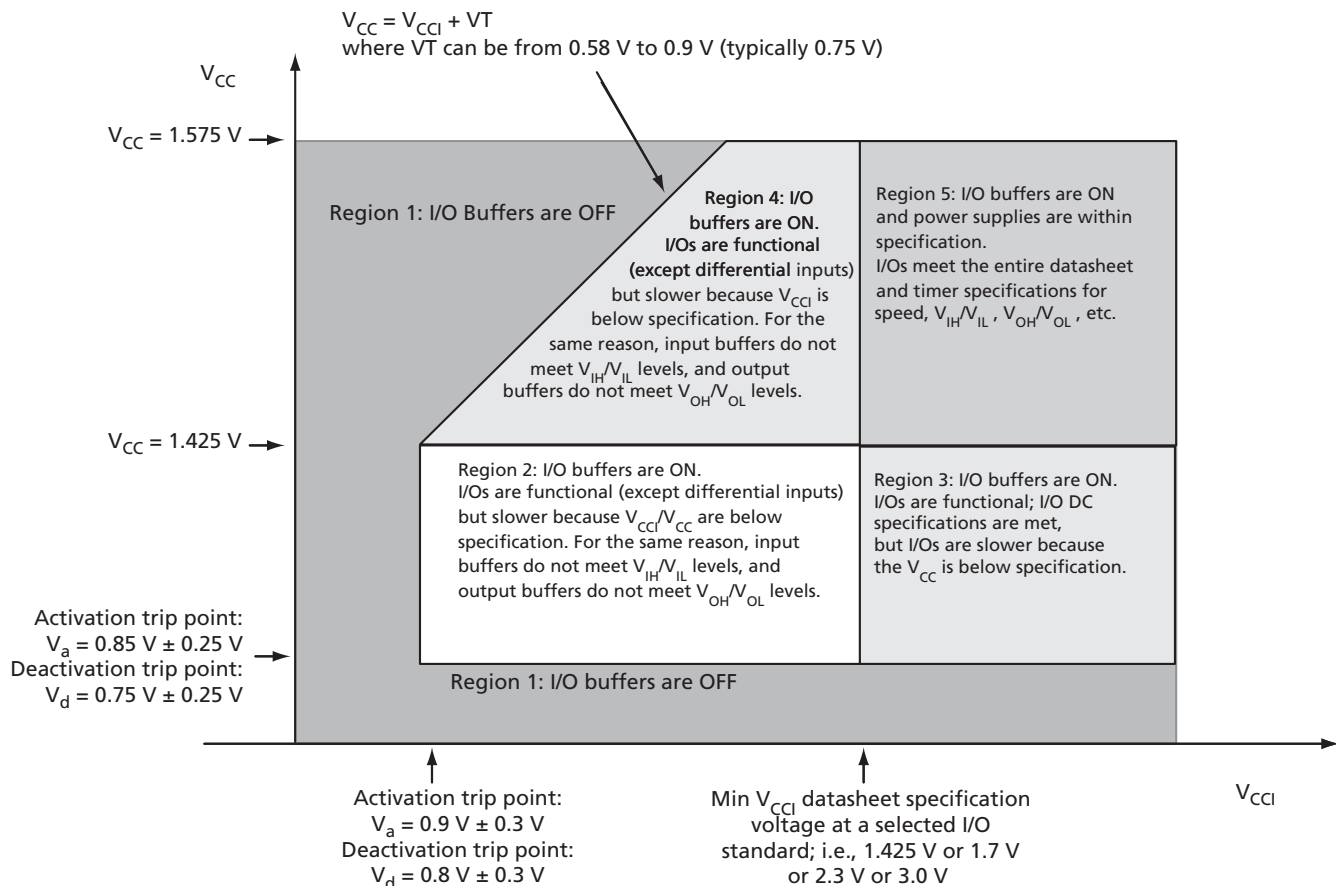 V_CC = V_CCI + VT
where VT can be from 0.58 V to 0.9 V (typically 0.75 V)
V_CC
V_CC = 1.575 V
Region 1: I/O Buffers are OFF
Region 4: I/O
buffers are ON.
I/Os are functional
(except differential inputs)
but slower because V_CCI is
below specification. For the
same reason, input buffers do not
meet V_IH/V_IL levels, and output
buffers do not meet V_OH/V_OL levels.
Region 5: I/O buffers are ON
and power supplies are within
specification.
I/Os meet the entire datasheet
and timer specifications for
speed, V_IH/V_IL , V_OH/V_OL , etc.
V_CC = 1.425 V
Region 2: I/O buffers are ON.
I/Os are functional (except differential inputs)
but slower because V_CCI/V_CC are below
specification. For the same reason, input
buffers do not meet V_IH/V_IL levels, and
output buffers do not meet V_OH/V_OL levels.
Region 3: I/O buffers are ON.
I/Os are functional; I/O DC
specifications are met,
but I/Os are slower because
the V_CC is below specification.
Activation trip point:
V_a = 0.85 V ± 0.25 V
Deactivation trip point:
V_d = 0.75 V ± 0.25 V
Region 1: I/O buffers are OFF
Activation trip point:
V_a = 0.9 V ± 0.3 V
Deactivation trip point:
V_d = 0.8 V ± 0.3 V
Min V_CCI datasheet specification
voltage at a selected I/O
standard; i.e., 1.425 V or 1.7 V
or 2.3 V or 3.0 V
V_CCI